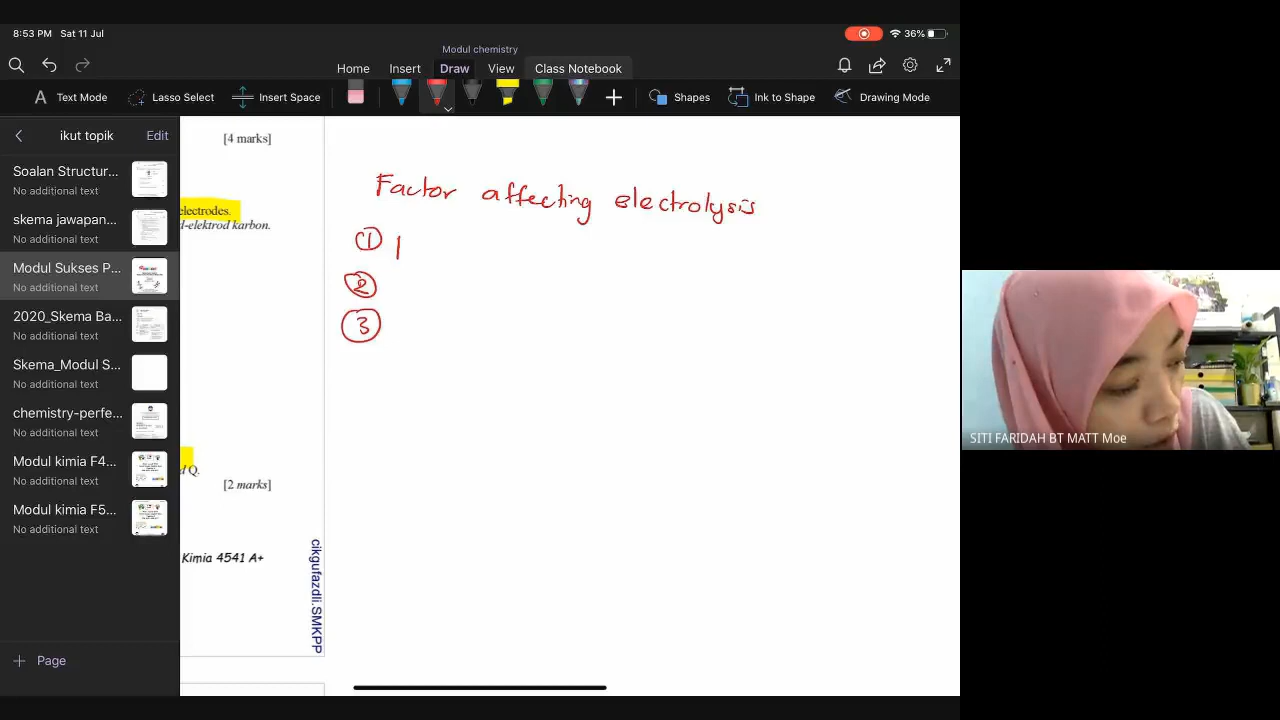 8:53 PM Sat 11 Jul
36%
Modul chemistry
Home Insert Draw View Class Notebook
Text Mode Lasso Select Insert Space Shapes Ink to Shape Drawing Mode
ikut topik Edit
Soalan Structur...
No additional text
skema jawapan...
No additional text
Modul Sukses P...
No additional text
2020_Skema Ba...
No additional text
Skema_Modul S...
No additional text
chemistry-perfe...
No additional text
Modul kimia F4...
No additional text
Modul kimia F5...
No additional text
Page
[4 marks]
electrodes.
d-elektrod karbon.
d Q.
[2 marks]
Kimia 4541 A+
cikgufazdli.SMKPP
Factor affecting electrolysis
1
2
3
SITI FARIDAH BT MATT Moe